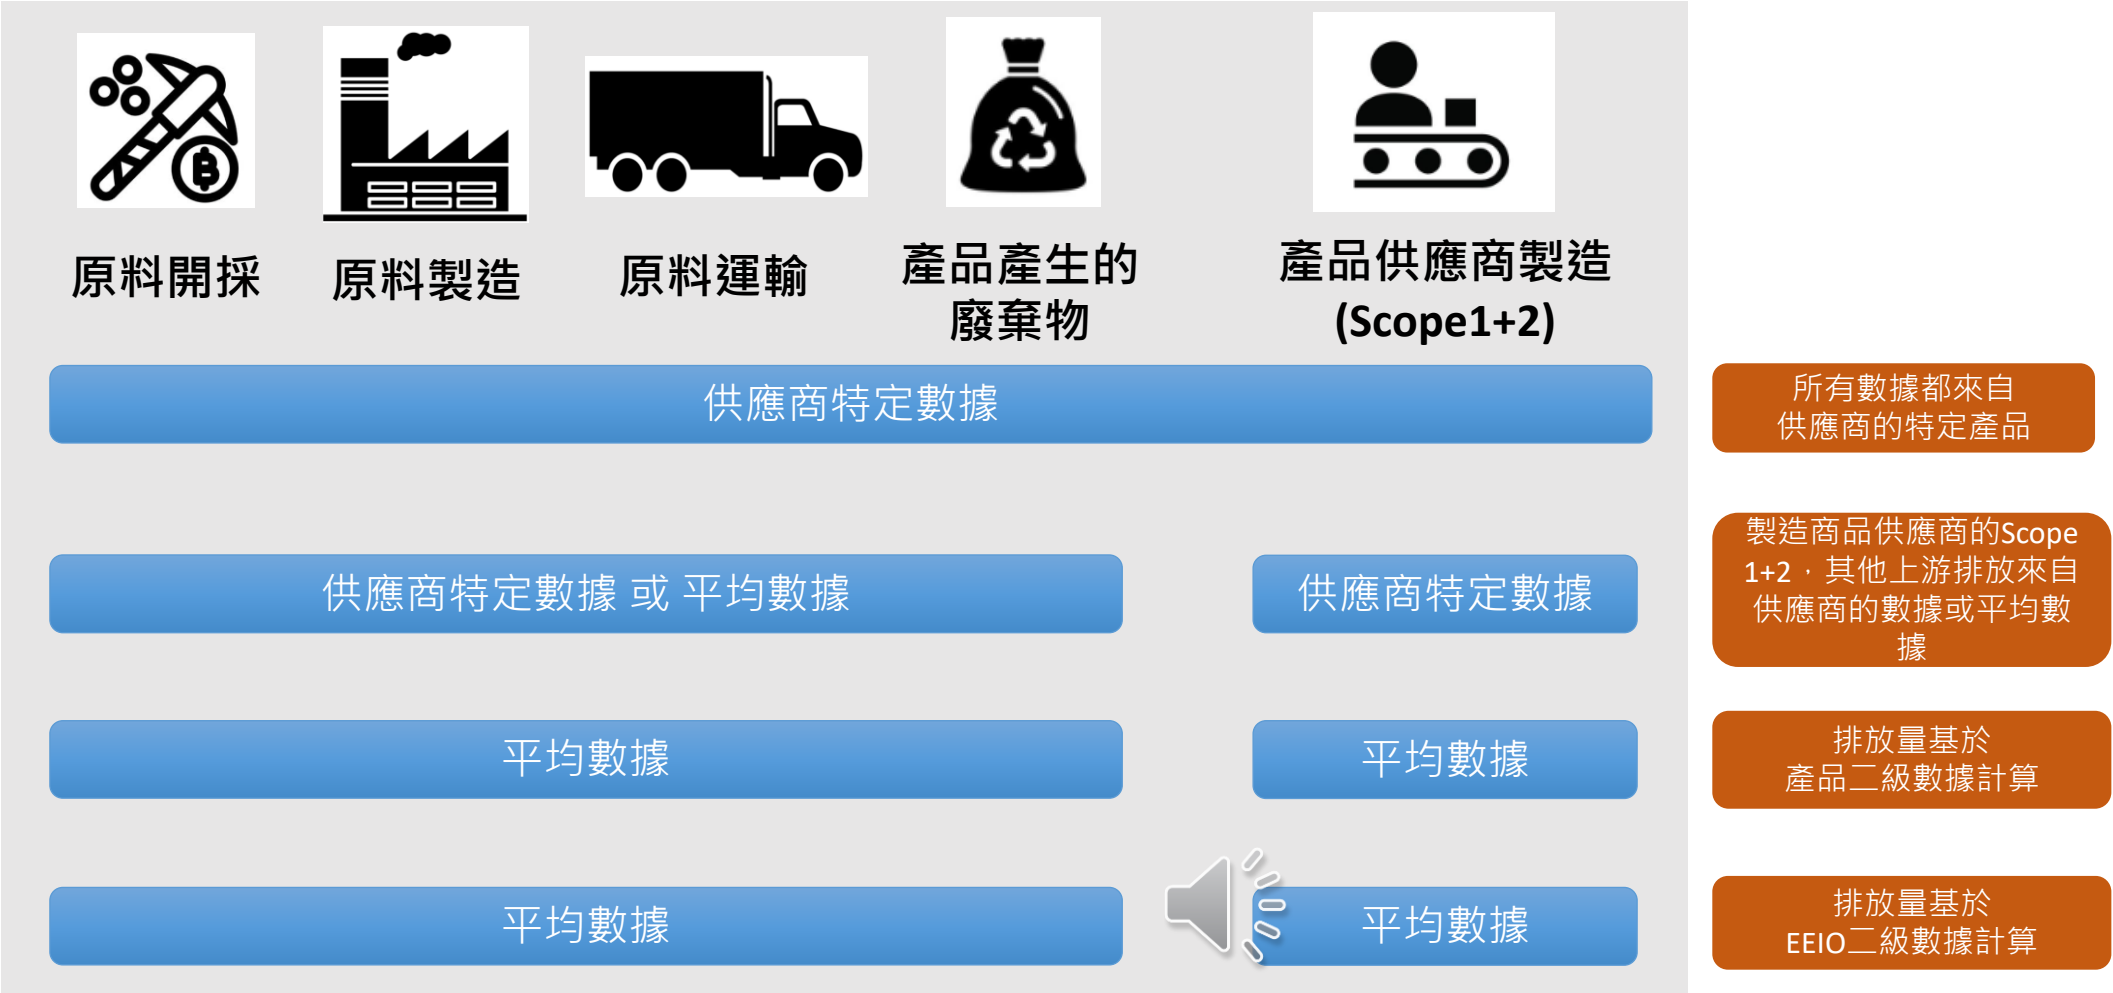 原料開採
原料製造
原料運輸
產品產生的
廢棄物
產品供應商製造
(Scope1+2)
供應商特定數據
所有數據都來自
供應商的特定產品
供應商特定數據 或 平均數據
供應商特定數據
製造商品供應商的Scope
1+2，其他上游排放來自
供應商的數據或平均數
據
平均數據
平均數據
排放量基於
產品二級數據計算
平均數據
平均數據
排放量基於
EEIO二級數據計算